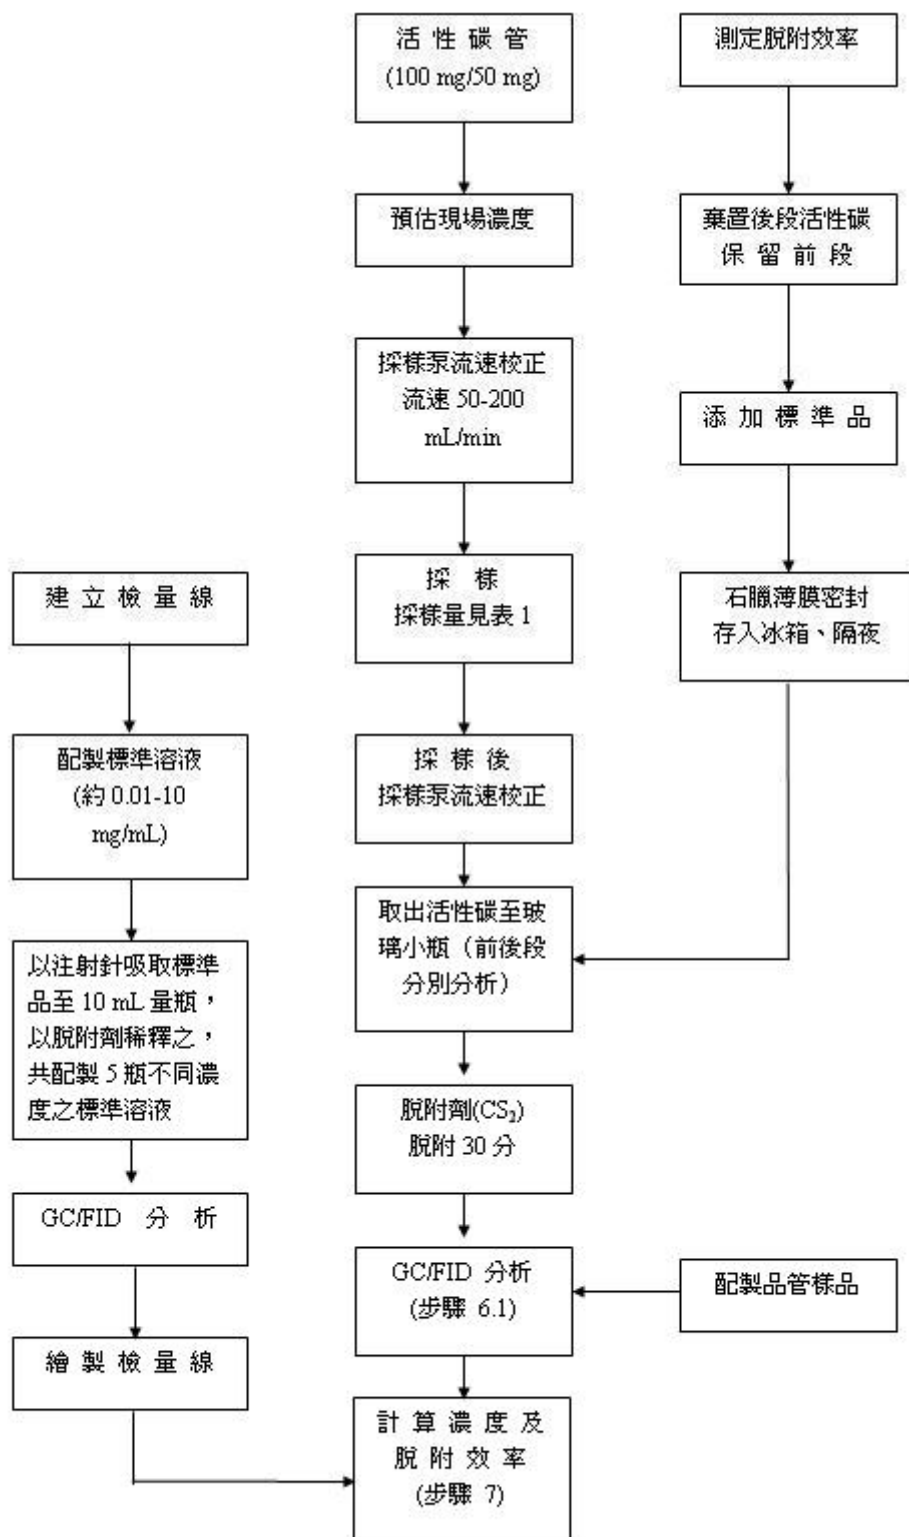 活 性 碳 管
(100 mg/50 mg)
預估現場濃度
採樣泵流速校正
流速 50-200
mL/min
採 樣
採樣量見表 1
採 樣 後
採樣泵流速校正
取出活性碳至玻
璃小瓶（前後段
分別分析）
脫附劑(CS₂)
脫附 30 分
GC/FID 分析
(步驟 6.1)
計 算 濃 度 及
脫 附 效 率
(步驟 7)
測定脫附效率
棄置後段活性碳
保 留 前 段
添 加 標 準 品
石臘薄膜密封
存入冰箱、隔夜
配製品管樣品
建 立 檢 量 線
配製標準溶液
(約 0.01-10
mg/mL)
以注射針吸取標準
品至 10 mL 量瓶，
以脫附劑稀釋之，
共配製 5 瓶不同濃
度之標準溶液
GC/FID 分 析
繪 製 檢 量 線